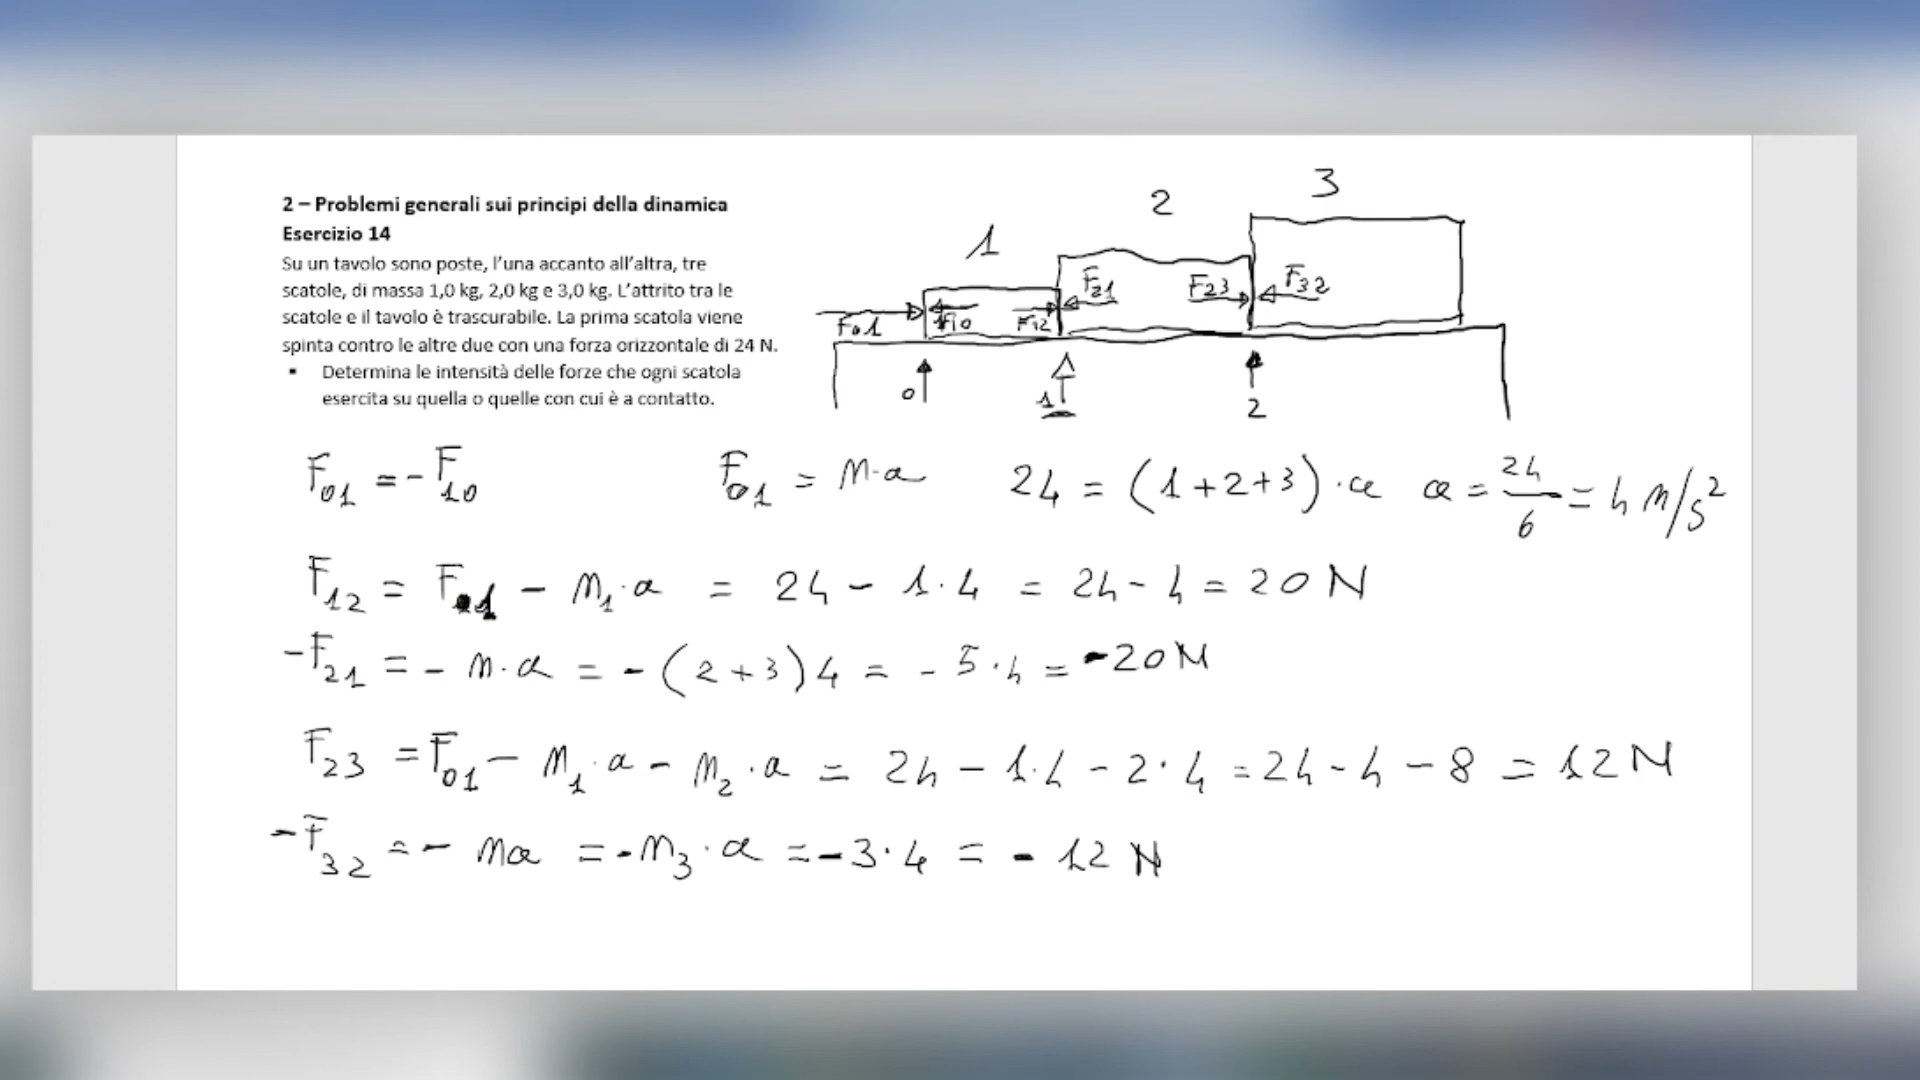 2 – Problemi generali sui principi della dinamica
Esercizio 14
Su un tavolo sono poste, l'una accanto all'altra, tre
scatole, di massa 1,0 kg, 2,0 kg e 3,0 kg. L'attrito tra le
scatole e il tavolo è trascurabile. La prima scatola viene
spinta contro le altre due con una forza orizzontale di 24 N.
▪ Determina le intensità delle forze che ogni scatola
esercita su quella o quelle con cui è a contatto.
1 2 3
F01 F10 F12 F21 F23 F32
0 1 2
F01 = - F10 F01 = m·a 24 = (1+2+3)·a a = 24/6 = 4 m/s²
F12 = F01 - m1·a = 24 - 1·4 = 24 - 4 = 20 N
-F21 = - m·a = - (2+3)4 = - 5·4 = -20 N
F23 = F01 - m1·a - m2·a = 24 - 1·4 - 2·4 = 24 - 4 - 8 = 12 N
-F32 = - ma = - m3·a = -3·4 = - 12 N